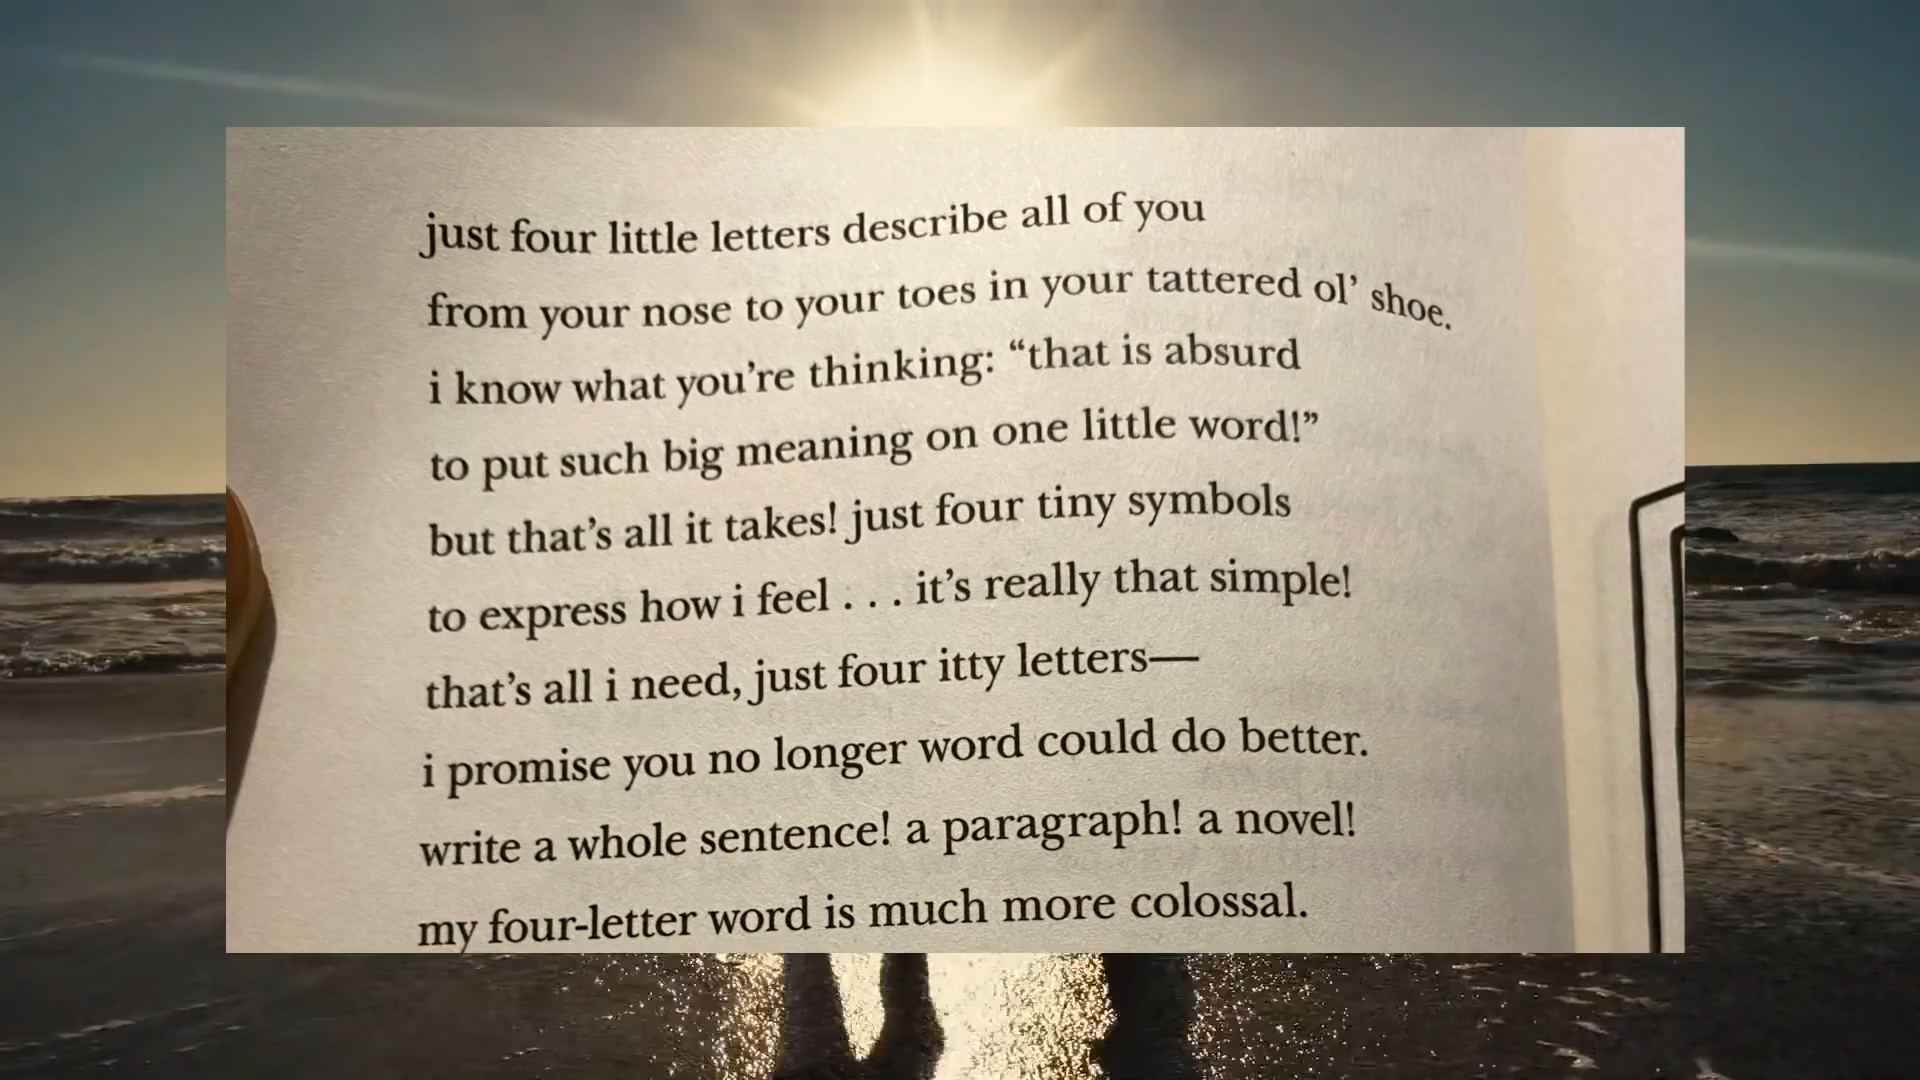 just four little letters describe all of you
from your nose to your toes in your tattered ol’ shoe.
i know what you’re thinking: “that is absurd
to put such big meaning on one little word!”
but that’s all it takes! just four tiny symbols
to express how i feel . . . it’s really that simple!
that’s all i need, just four itty letters—
i promise you no longer word could do better.
write a whole sentence! a paragraph! a novel!
my four-letter word is much more colossal.